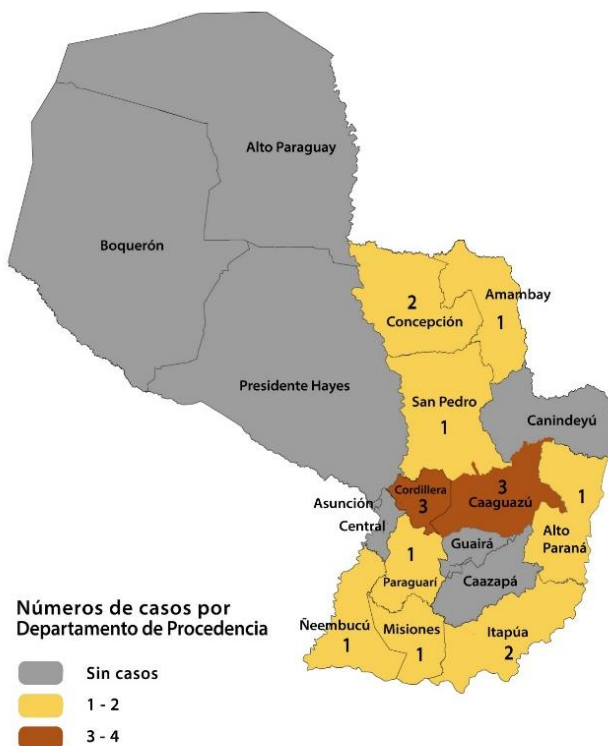 Alto Paraguay
Boquerón
2
Concepción
Amambay
1
Presidente Hayes
San Pedro
1
Canindeyú
Cordillera
3
3
Caaguazú
1
Alto
Paraná
Asunción
Central
Guairá
1
Paraguarí
Caazapá
Ñeembucú
1
Misiones
1
Itapúa
2
Números de casos por
Departamento de Procedencia
Sin casos
1 - 2
3 - 4